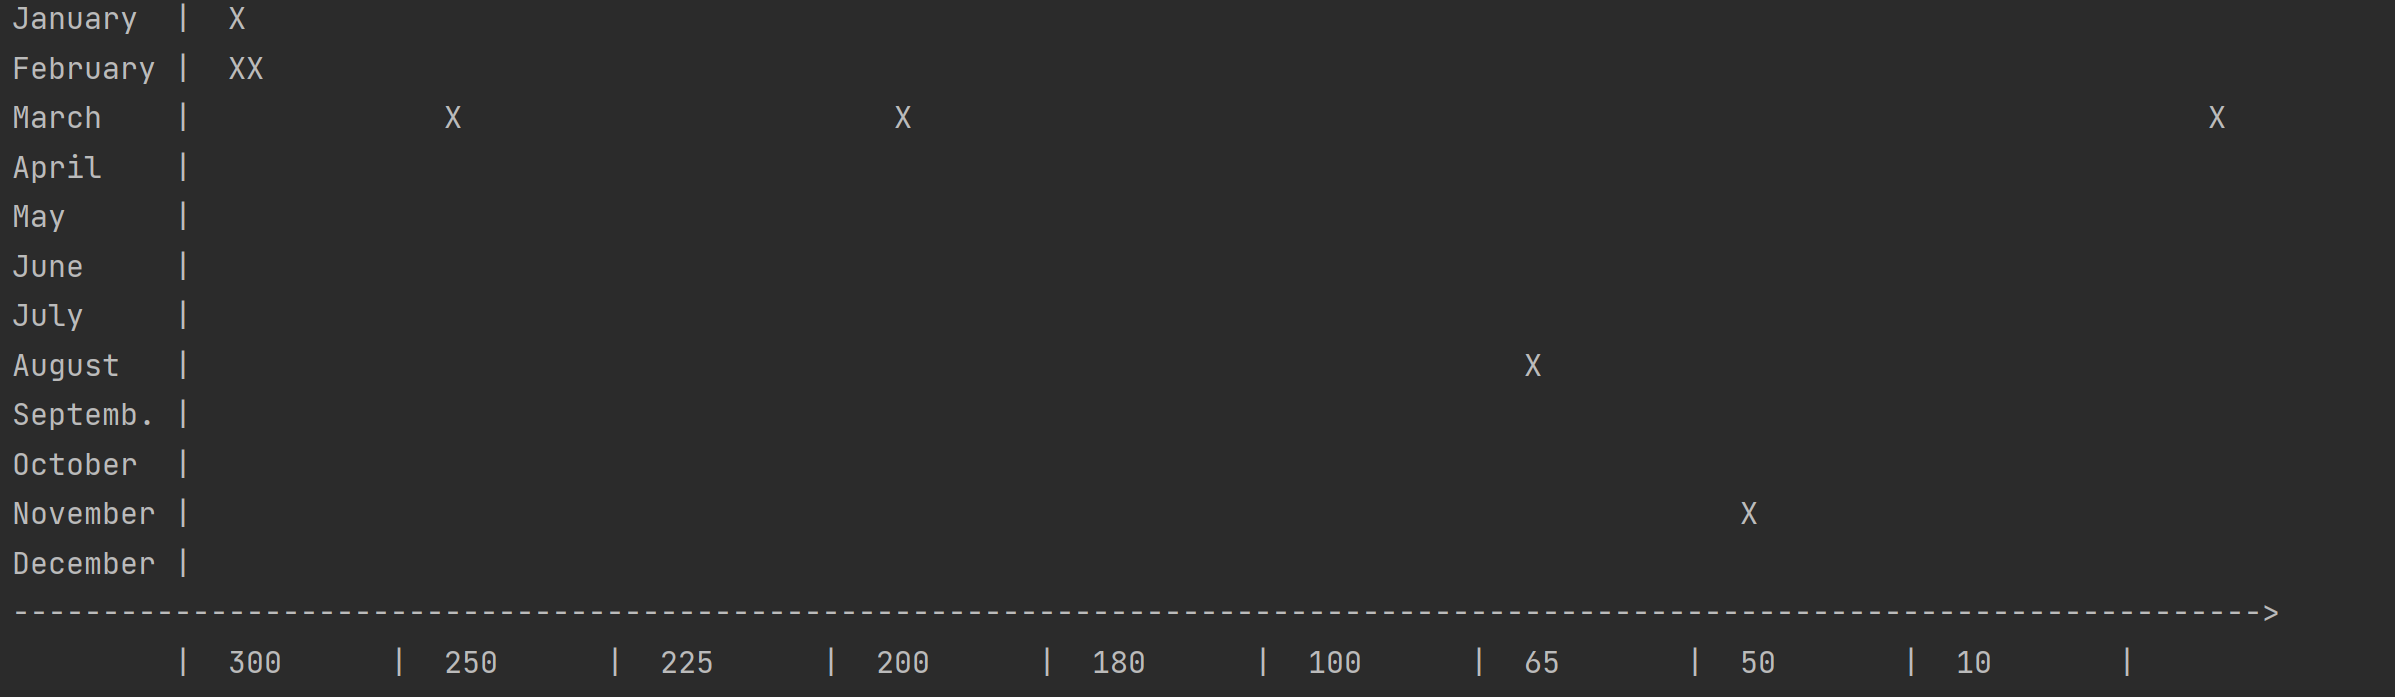 January  |  X
February |  XX
March    |              X                        X                                                                        X
April    |
May      |
June     |
July     |
August   |                                                                          X
Septemb. |
October  |
November |                                                                                      X
December |
----------------------------------------------------------------------------------------------------------------------------->
         |  300      |  250      |  225      |  200      |  180      |  100      |  65       |  50       |  10       |